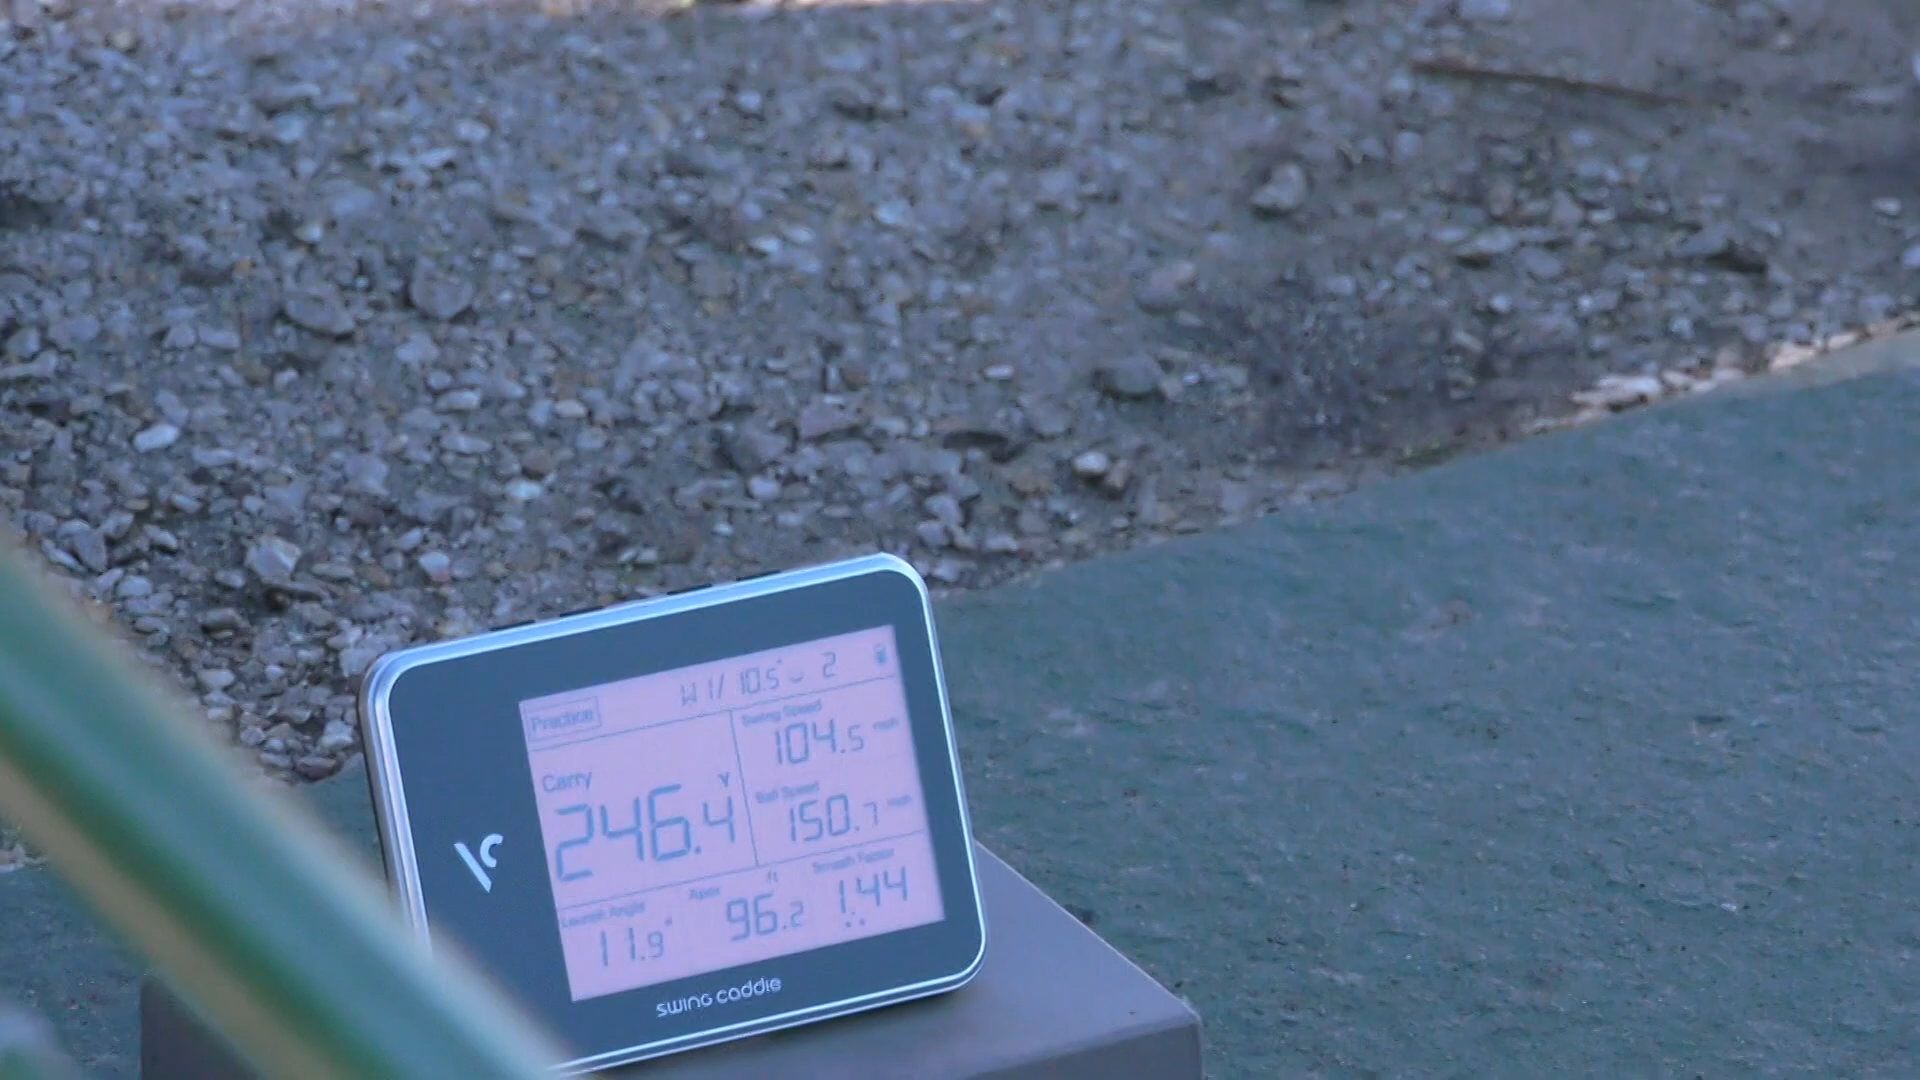 W 1/ 10.5° 2
Practice
Swing Speed
104.5 mph
Carry
246.4 Y
Ball Speed
150.7 mph
Launch Angle
11.9°
Apex ft
96.2
Smash Factor
1.44
swing caddie